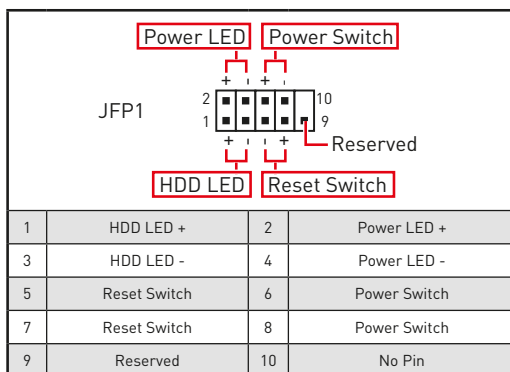 Power LED Power Switch
+ - + -
JFP1
2 10
1 9
+ - - +
Reserved
HDD LED Reset Switch
1 HDD LED + 2 Power LED +
3 HDD LED - 4 Power LED -
5 Reset Switch 6 Power Switch
7 Reset Switch 8 Power Switch
9 Reserved 10 No Pin